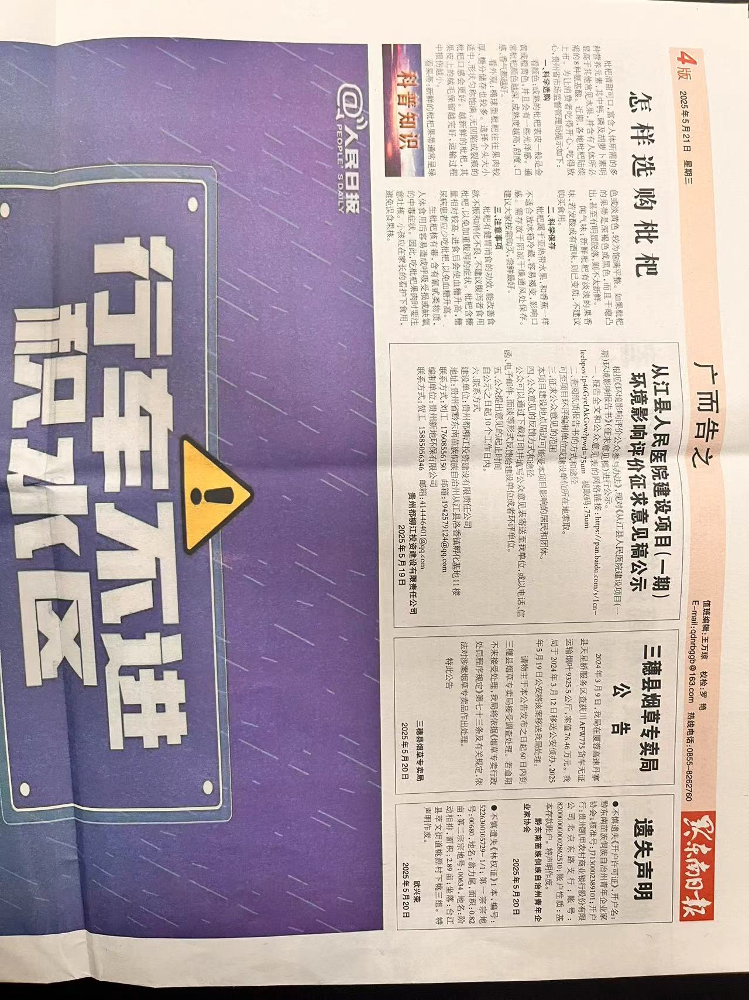 4版
2025年5月21日 星期三
广而告之
值班编辑:王万琼 校检:罗 艳
E-mail:qdnrbggb@163.com 热线电话:0855-8262760
黔东南日报
怎样选购枇杷
枇杷清甜可口,富含人体所需的多
种营养元素,其中钙、磷及胡萝卜素明
显高于其他常见水果,并含有人体所必
需的8种氨基酸。近期,各地枇杷陆续
上市。为让消费者吃得开心、吃得放
心,贵州省市场监督管理局提示如下:
一、科学选购
看颜色:成熟的枇杷表皮一般是金
黄或橙黄色,并且会有一些光泽感。通
常枇杷颜色越深,成熟度越高,甜度、口
感、香气都越好。
看外观:椭球型枇杷往往果肉较
厚、糖分储存也较多。选择个头大小
适中、形状匀称饱满、无凹陷或裂痕的
枇杷口感会更好。越新鲜的枇杷,其
果皮上的绒毛保留越完好,运输过程
中损伤越小。
看果蒂:新鲜的枇杷果蒂通常呈绿
科普知识
色或淡黄色,较为饱满平整。如果枇杷
的果蒂是深褐色或黑色,而且干瘪凸
出,甚至有明显脱落,则不太新鲜。
闻气味:新鲜枇杷有淡淡的果香
味,若发酸或有酒味,则已变质,不建议
购买食用。
二、科学保存
枇杷属于亚热带水果,和香蕉一样
不适合放冰箱冷藏,容易褐变,影响口
感。需存放于阴凉干燥通风处保存。
建议大家按需购买,尝鲜最好。
三、注意事项
枇杷有健胃消食的功效,能改善食
欲不振和消化不良,不建议腹泻者食用
枇杷,以免加重腹泻的症状。枇杷含糖
量相对较高,进食后会使血糖升高,糖
尿病患者应少吃枇杷,以免血糖升高。
生枇杷核有毒,含有氰甙类物质,
人体食用后容易造成呼吸受损或缺氧
的中毒症状。因此,吃枇杷果肉时要注
意吐核。小孩应在家长的看护下食用,
避免误食果核。
从江县人民医院建设项目(一期)
环境影响评价征求意见稿公示
根据《环境影响评价公众参与办法》,现对《从江县人民医院建设项目(一
期)环境影响报告书》(征求意见稿)进行公示。
一、报告全文和公众意见表的网络链接:https://pan.baidu.com/s/1cn-
leebpov1p46GyeIAkGvw?pwd=75um 提取码:75um
二、查阅纸质报告书的方式和途径
可至项目环评编制单位或建设单位所在地索取。
三、征求公众意见的范围
本项目建设地点周边可能受本项目影响的居民和团体。
四、公众意见的反馈方式和途径
公众可以通过下载打印并填写公众意见表寄送至我单位,或以电话、信
函、电子邮件、面谈等形式反馈给建设单位或者环评单位。
五、公众提出意见的起止时间
自公示之日起10个工作日内。
六、联系方式
建设单位:贵州都柳江投资建设有限责任公司
地址:贵州省黔东南苗族侗族自治州从江县洛香镇孵化基地11楼
联系方式:刘工 17608556150 邮箱:1942579124@qq.com
编制单位:贵州新地环保有限公司
联系方式:贺工 15885056346 邮箱:414446401@qq.com
贵州都柳江投资建设有限责任公司
2025年5月19日
三穗县烟草专卖局
公 告
2024年3月9日,我局在厦蓉高速丹寨
县天星桥服务区查获川AFW775货车无证
运输烟叶9325.5公斤,案值76.46万元。我
局于2024年3月12日移送公安侦办,2025
年5月19日公安将该案移送我局处理。
请物主于本公告发布之日起60日内到
三穗县烟草专卖局接受调查处理。若逾期
不来接受处理,我局将依据《烟草专卖行政
处罚程序规定》第七十三条及有关规定,依
法对涉案烟草专卖品作出处理。
特此公告
三穗县烟草专卖局
2025年5月20日
遗失声明
●不慎遗失《开户许可证》,开户名:
黔东南苗族侗族自治州青年企业家
协会;核准号:J7130002389101;开户
行:贵州凯里农村商业银行股份有限
公司北京东路支行;账号:
820000000002862510;账户性质:基
本存款账户。特声明作废。
黔东南苗族侗族自治州青年企
业家协会
2025年5月20日
●不慎遗失《林权证》1本,编号:
522630010572​9-1/1;第一宗宗地
号:00680,地名:翁力尾,面积:0.82
亩;第二宗宗地号:00634,地名:阶
动相排,面积:2.89亩;坐落:台江
县萃文街道桃源村下桃三组。特
声明作废。
欧兴荣
2025年5月20日
@人民日报
PEOPLE'S DAILY
行车不进
积水区